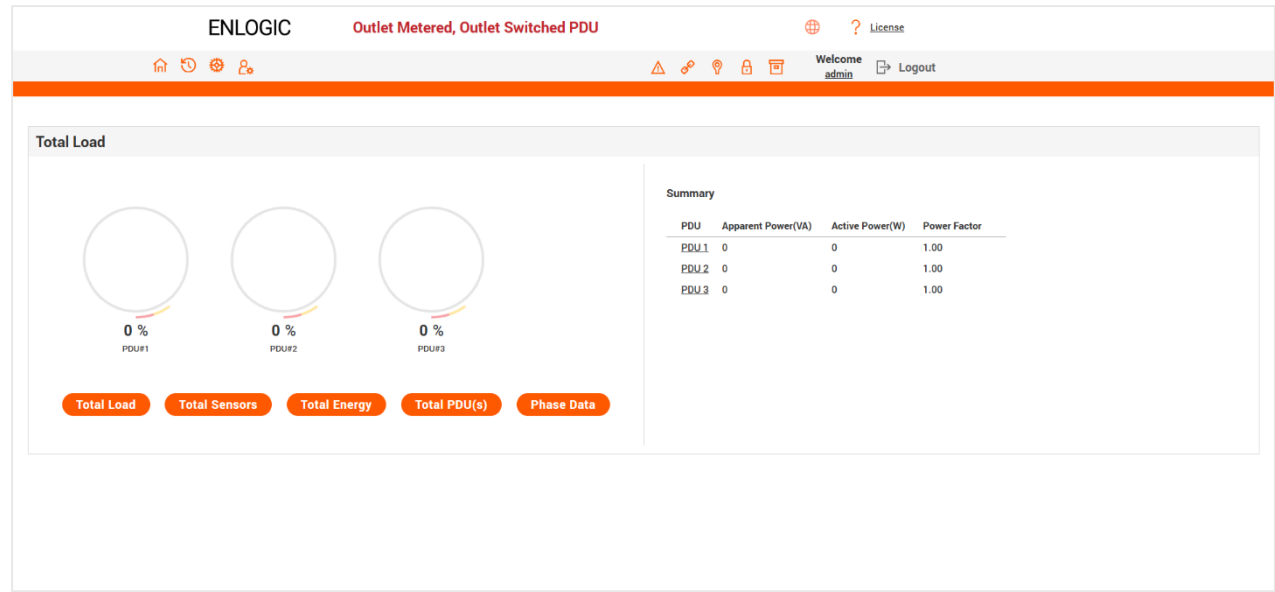 ENLOGIC Outlet Metered, Outlet Switched PDU ? License
Welcome admin Logout
Total Load
Summary
PDU Apparent Power(VA) Active Power(W) Power Factor
PDU 1 0 0 1.00
PDU 2 0 0 1.00
PDU 3 0 0 1.00
0 % 0 % 0 %
PDU#1 PDU#2 PDU#3
Total Load Total Sensors Total Energy Total PDU(s) Phase Data